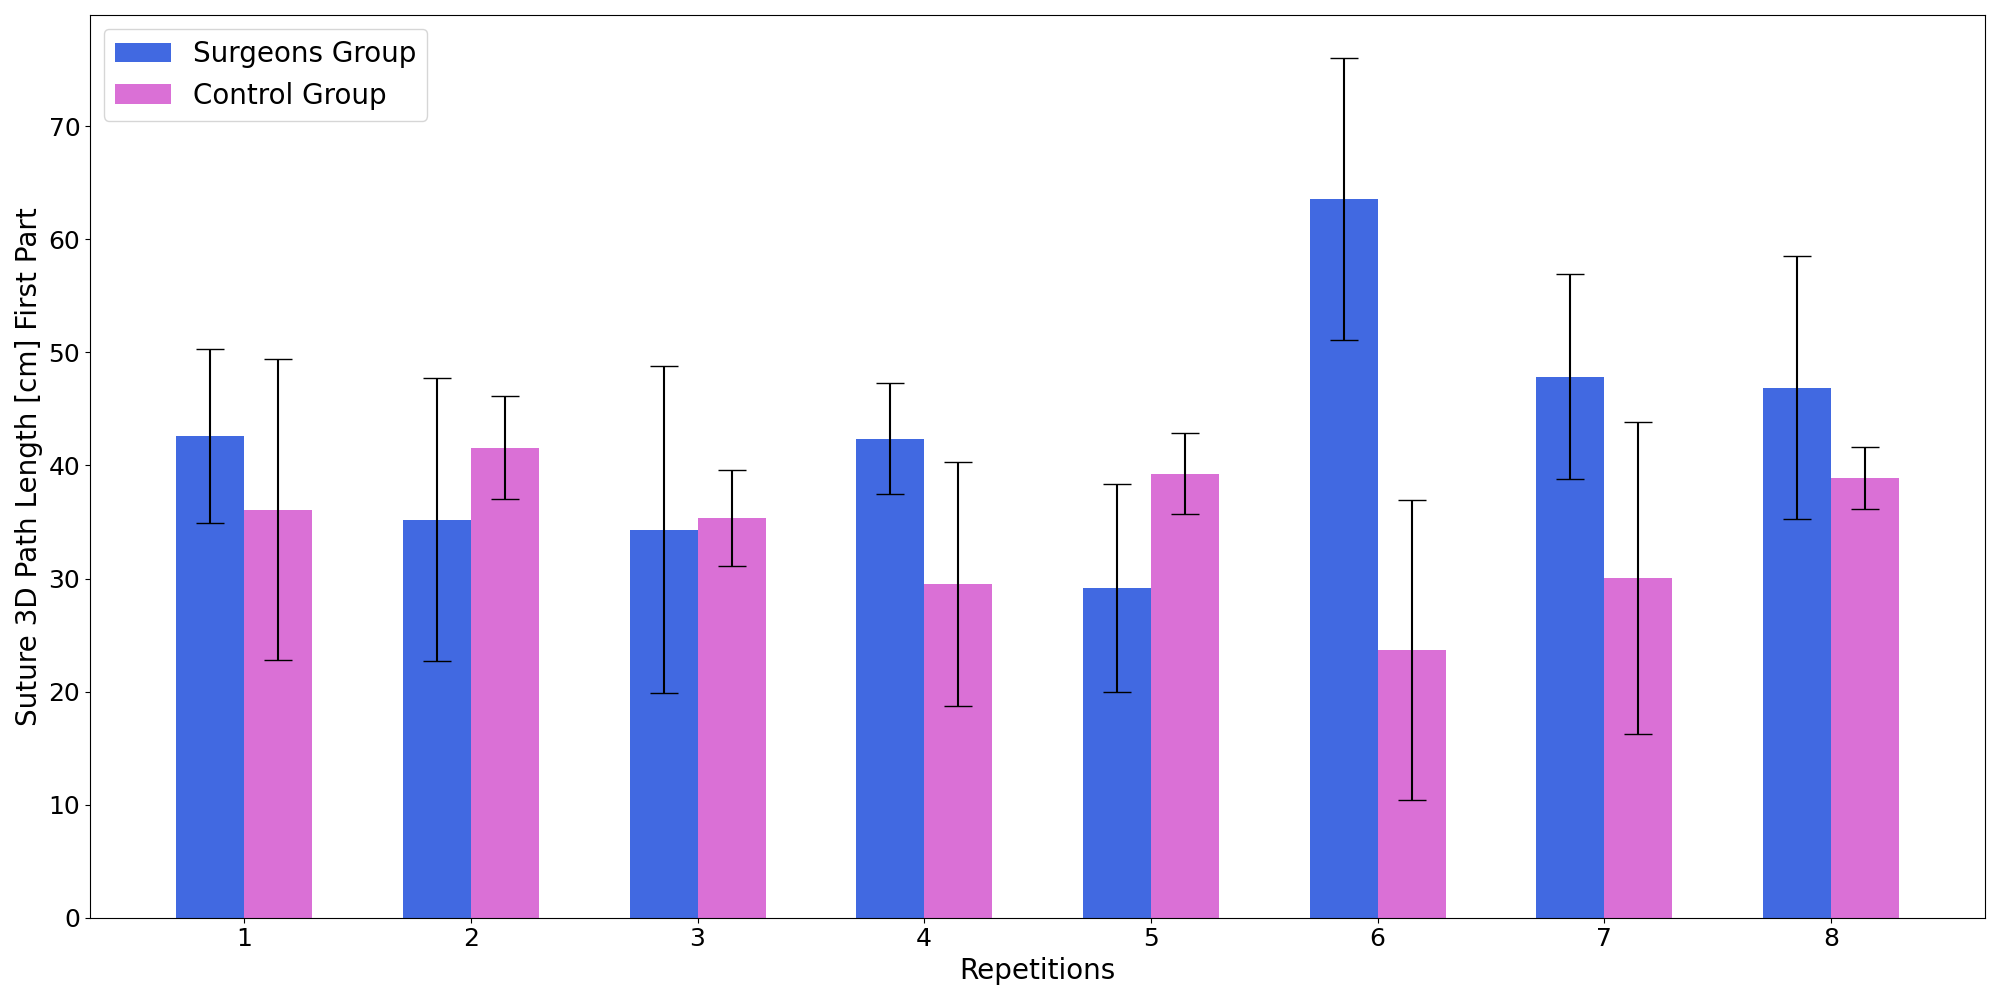 Surgeons Group
Control Group
Suture 3D Path Length [cm] First Part
70
60
50
40
30
20
10
0
1 2 3 4 5 6 7 8
Repetitions